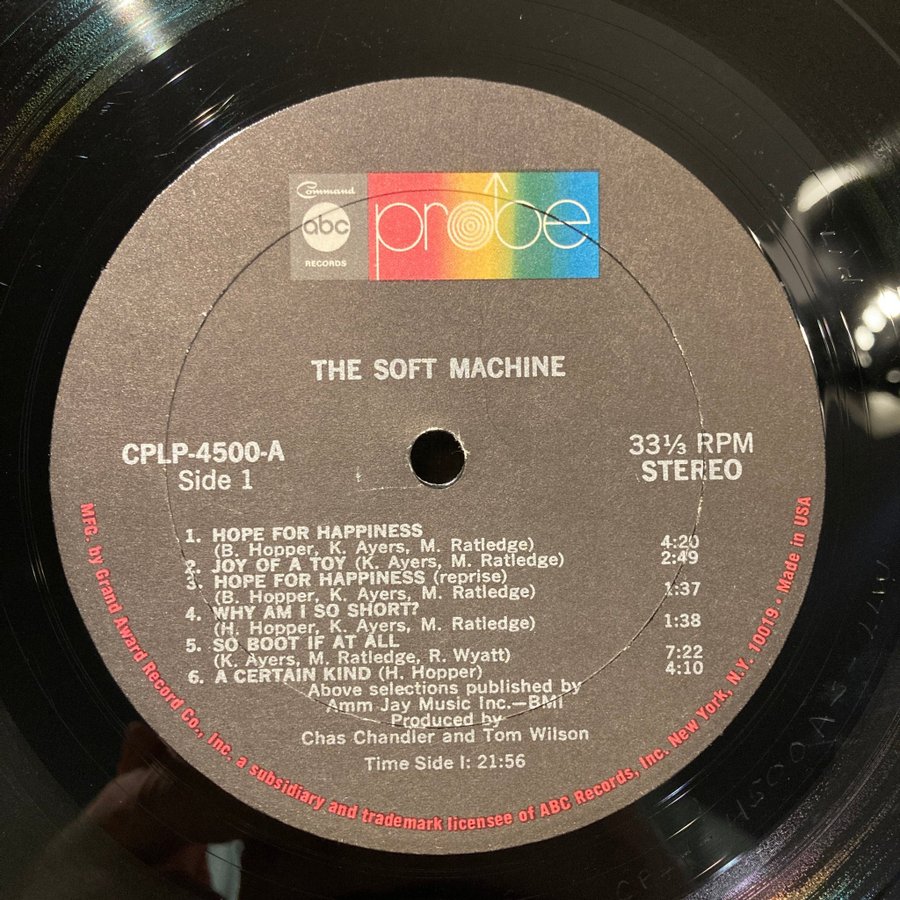 Command
abc
RECORDS
probe
THE SOFT MACHINE
CPLP-4500-A
Side 1
33⅓ RPM
STEREO
1. HOPE FOR HAPPINESS
(B. Hopper, K. Ayers, M. Ratledge) 4:20
2. JOY OF A TOY (K. Ayers, M. Ratledge) 2:49
3. HOPE FOR HAPPINESS (reprise)
(B. Hopper, K. Ayers, M. Ratledge) 1:37
4. WHY AM I SO SHORT?
(H. Hopper, K. Ayers, M. Ratledge) 1:38
5. SO BOOT IF AT ALL
(K. Ayers, M. Ratledge, R. Wyatt) 7:22
6. A CERTAIN KIND (H. Hopper) 4:10
Above selections published by
Amm Jay Music Inc.—BMI
Produced by
Chas Chandler and Tom Wilson
Time Side I: 21:56
MFG. by Grand Award Record Co., Inc., a subsidiary and trademark licensee of ABC Records, Inc. New York, N.Y. 10019 • Made in USA